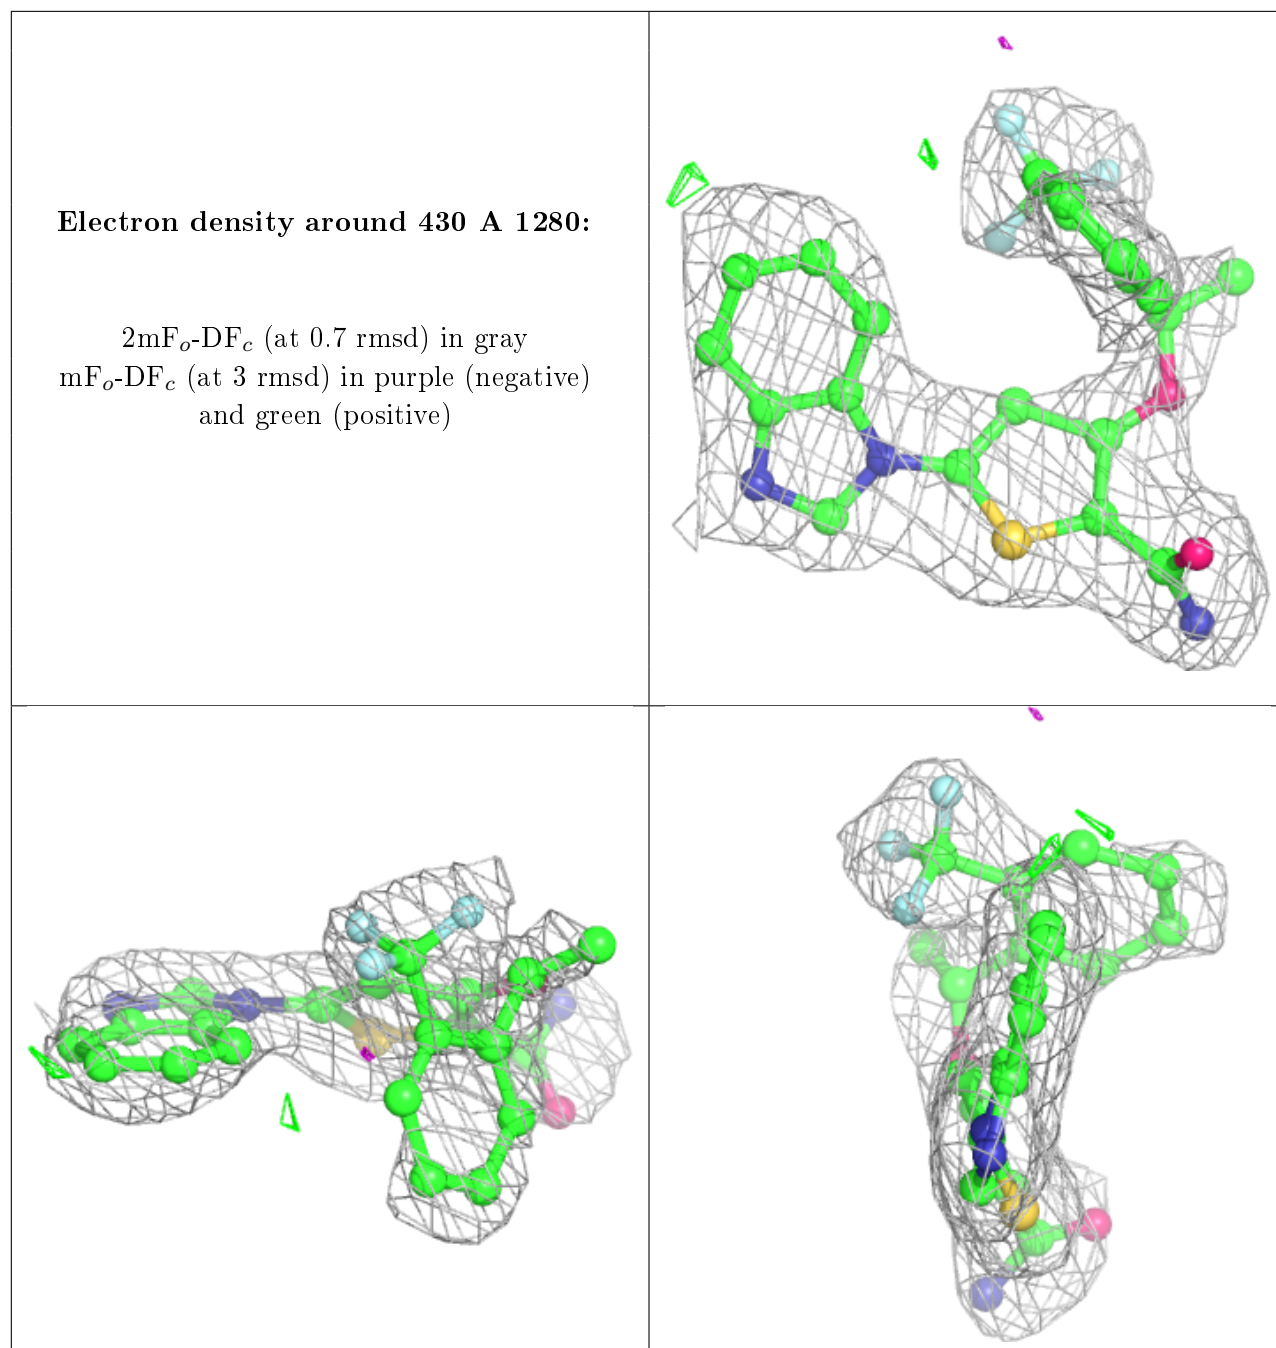 Electron density around 430 A 1280:
2mFo-DFc (at 0.7 rmsd) in gray
mFo-DFc (at 3 rmsd) in purple (negative)
and green (positive)